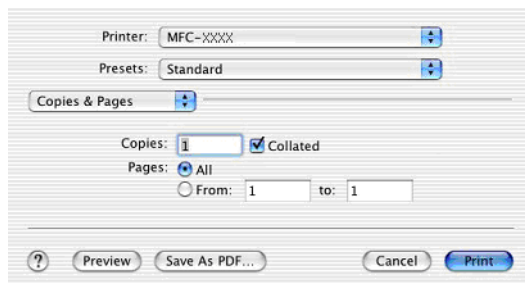 Printer: MFC-XXXX
Presets: Standard
Copies & Pages
Copies: 1 Collated
Pages: All
From: 1 to: 1
? Preview Save As PDF... Cancel Print